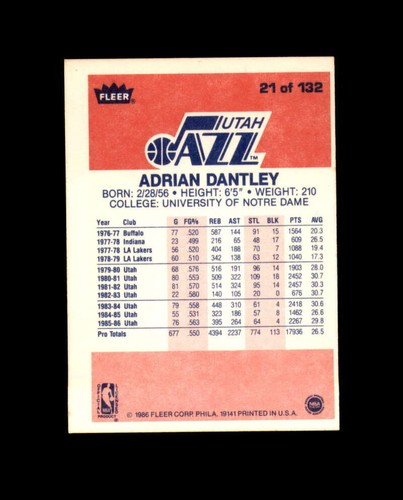 FLEER
21 of 132
UTAH
JAZZ
TM
ADRIAN DANTLEY
BORN: 2/28/56 • HEIGHT: 6'5" • WEIGHT: 210
COLLEGE: UNIVERSITY OF NOTRE DAME
Year Club G FG% REB AST STL BLK PTS AVG
1976-77 Buffalo 77 .520 587 144 91 15 1564 20.3
1977-78 Indiana 23 .499 216 65 48 17 609 26.5
1977-78 LA Lakers 56 .520 404 188 70 7 1088 19.4
1978-79 LA Lakers 60 .510 342 138 63 12 1040 17.3
1979-80 Utah 68 .576 516 191 96 14 1903 28.0
1980-81 Utah 80 .559 509 322 109 18 2452 30.7
1981-82 Utah 81 .570 514 324 95 14 2457 30.3
1982-83 Utah 22 .580 140 105 20 0 676 30.7
1983-84 Utah 79 .558 448 310 61 4 2418 30.6
1984-85 Utah 55 .531 323 186 57 8 1462 26.6
1985-86 Utah 76 .563 395 264 64 4 2267 29.8
Pro Totals 677 .550 4394 2237 774 113 17936 26.5
NBA
© 1986 FLEER CORP. PHILA. 19141 PRINTED IN U.S.A.